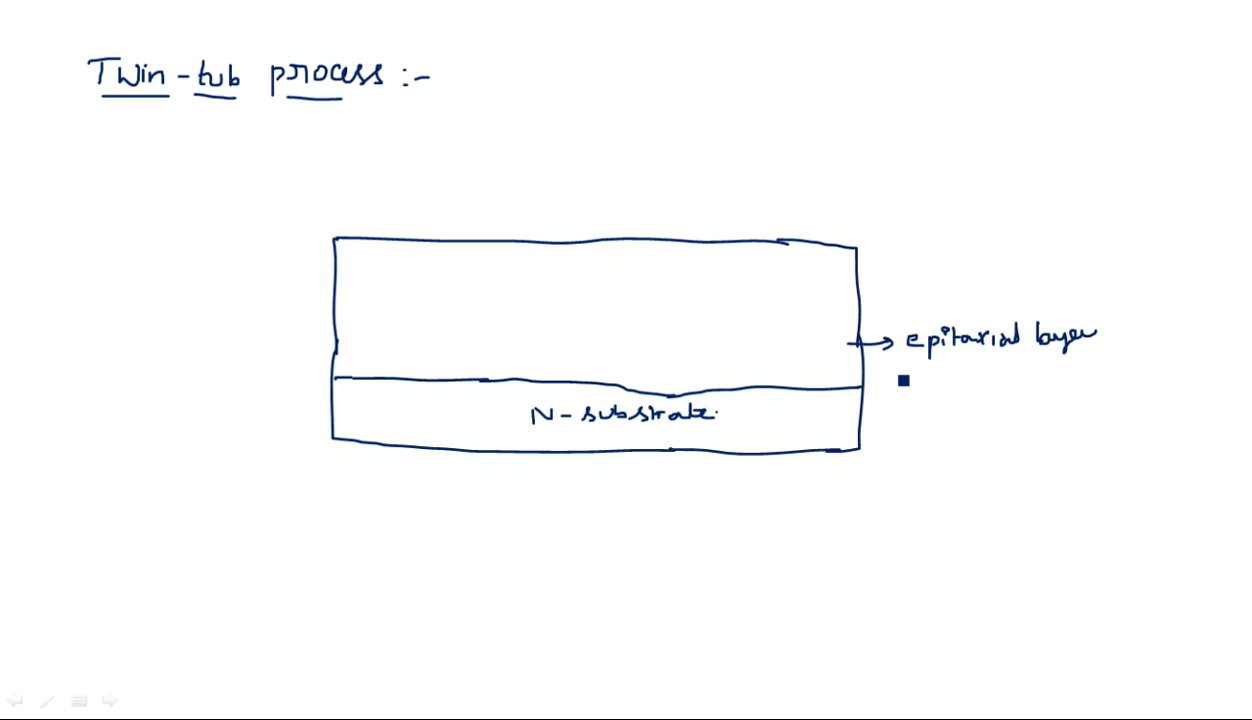 Twin-tub process :-
epitaxial layer
N-substrate